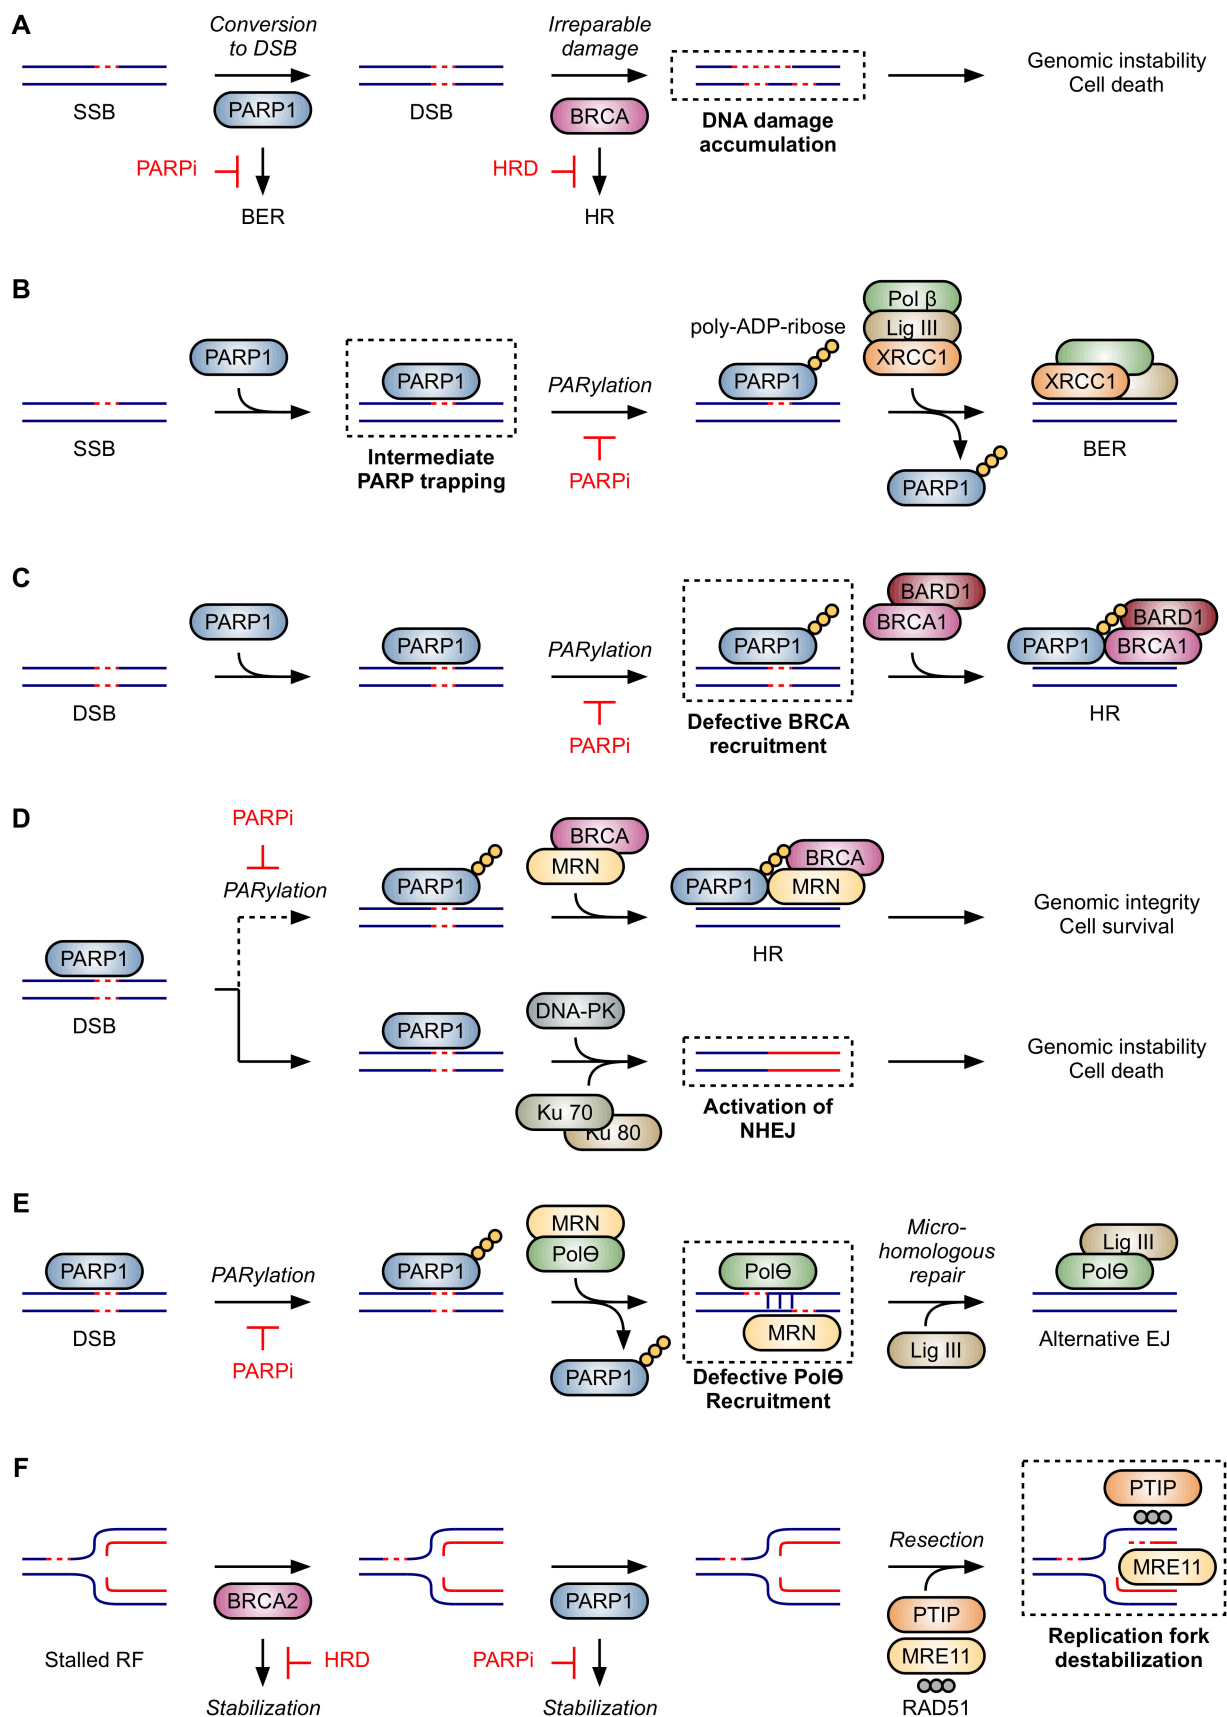 A
Conversion
to DSB
Irreparable
damage
SSB
PARP1
DSB
BRCA
DNA damage
accumulation
Genomic instability
Cell death
PARPi
HRD
BER
HR
B
PARP1
SSB
PARP1
Intermediate
PARP trapping
PARylation
PARPi
poly-ADP-ribose
PARP1
Pol β
Lig III
XRCC1
PARP1
XRCC1
BER
C
PARP1
DSB
PARP1
PARylation
PARPi
PARP1
Defective BRCA
recruitment
BARD1
BRCA1
PARP1
BARD1
BRCA1
HR
D
PARPi
PARylation
PARP1
DSB
PARP1
BRCA
MRN
PARP1
BRCA
MRN
HR
Genomic integrity
Cell survival
PARP1
DNA-PK
Ku 70
Ku 80
Activation of
NHEJ
Genomic instability
Cell death
E
PARP1
DSB
PARylation
PARPi
PARP1
MRN
PolΘ
PARP1
PolΘ
MRN
Defective PolΘ
Recruitment
Micro-
homologous
repair
Lig III
Lig III
PolΘ
Alternative EJ
F
Stalled RF
BRCA2
HRD
Stabilization
PARP1
PARPi
Stabilization
Resection
PTIP
MRE11
RAD51
PTIP
MRE11
Replication fork
destabilization